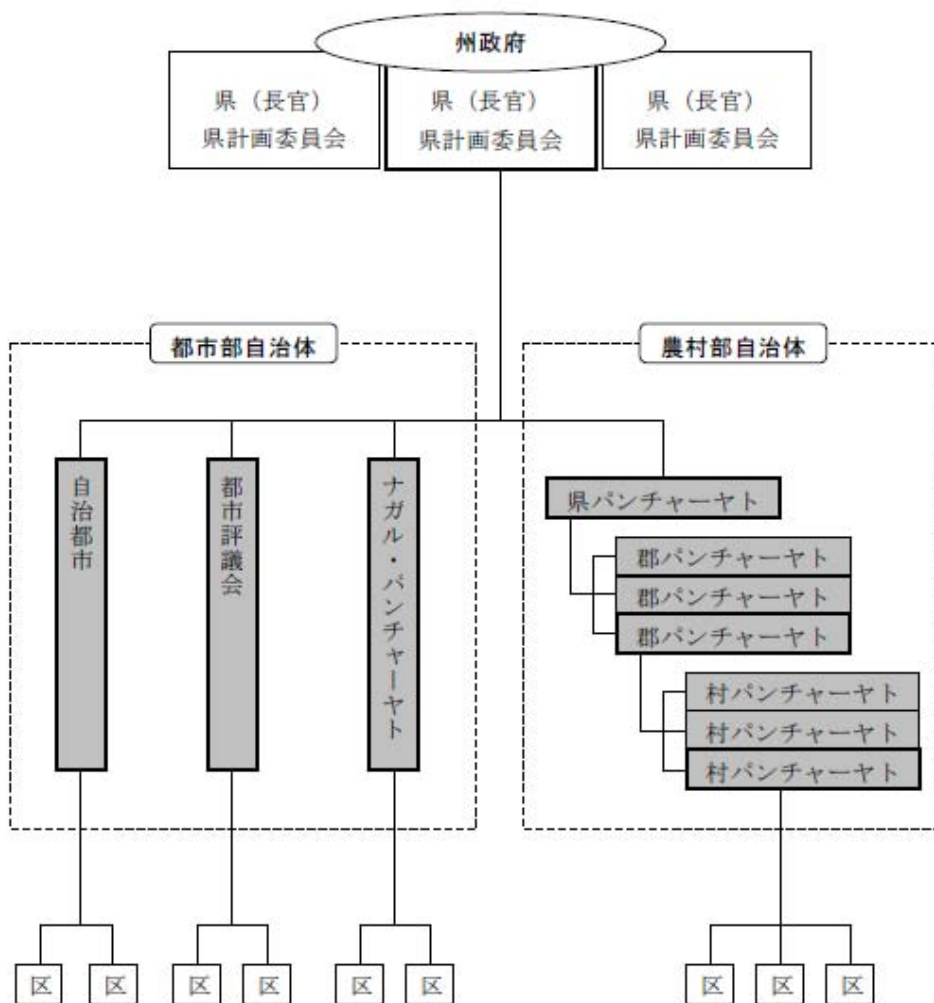 州政府
県（長官）
県計画委員会
県（長官）
県計画委員会
県（長官）
県計画委員会
都市部自治体
農村部自治体
自治都市
都市評議会
ナガル・パンチャーヤト
県パンチャーヤト
郡パンチャーヤト
郡パンチャーヤト
郡パンチャーヤト
村パンチャーヤト
村パンチャーヤト
村パンチャーヤト
区
区
区
区
区
区
区
区
区